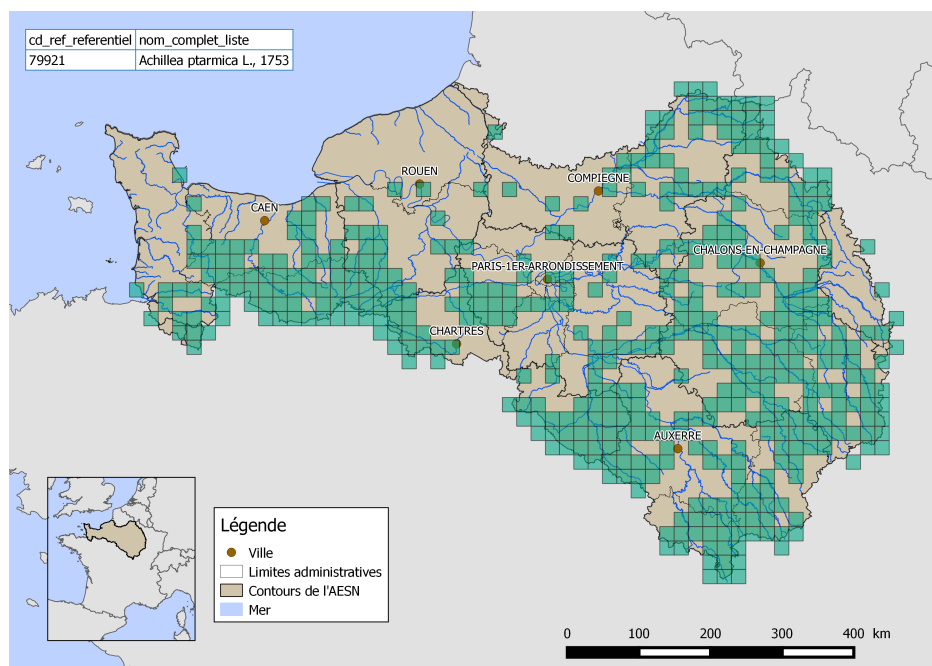 cd_ref_referentiel nom_complet_liste
79921 Achillea ptarmica L., 1753
ROUEN
COMPIEGNE
CAEN
CHALONS-EN-CHAMPAGNE
PARIS-1ER-ARRONDISSEMENT
CHARTRES
AUXERRE
Légende
Ville
Limites administratives
Contours de l'AESN
Mer
0 100 200 300 400 km